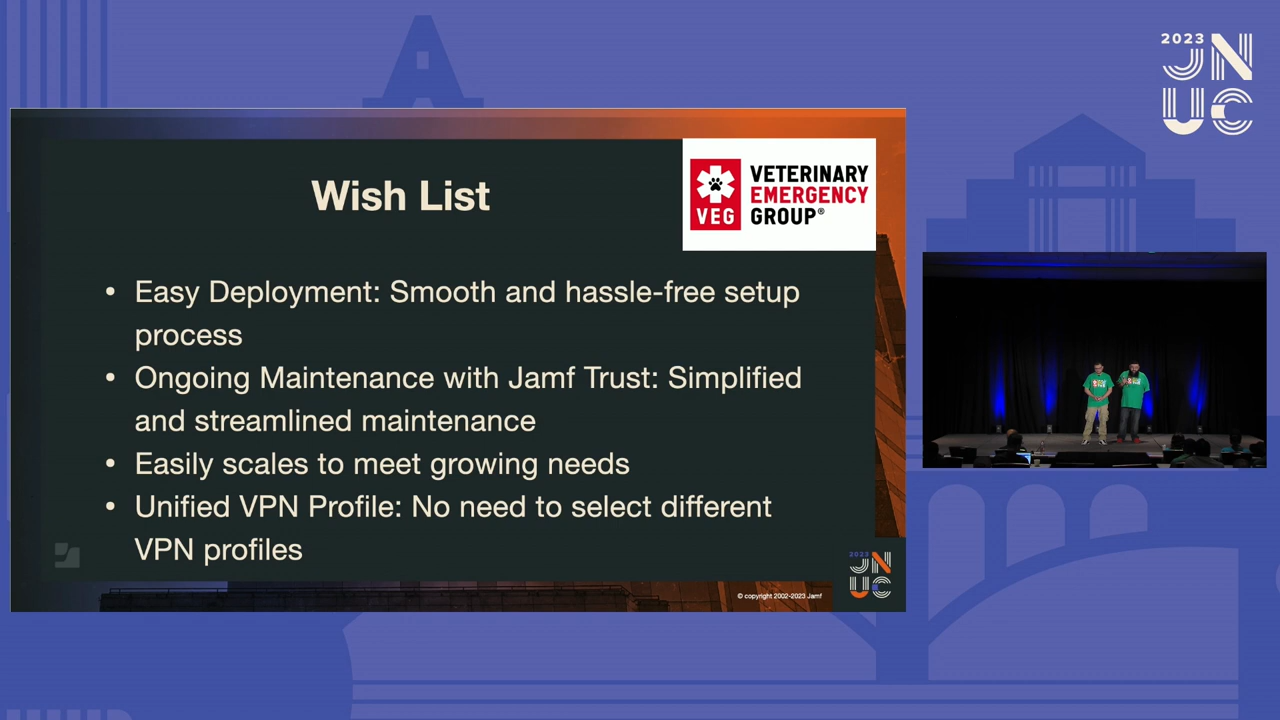 2023
JN
UC
Wish List
VEG
VETERINARY
EMERGENCY
GROUP®
• Easy Deployment: Smooth and hassle-free setup
process
• Ongoing Maintenance with Jamf Trust: Simplified
and streamlined maintenance
• Easily scales to meet growing needs
• Unified VPN Profile: No need to select different
VPN profiles
2023
JN
UC
© copyright 2002-2023 Jamf